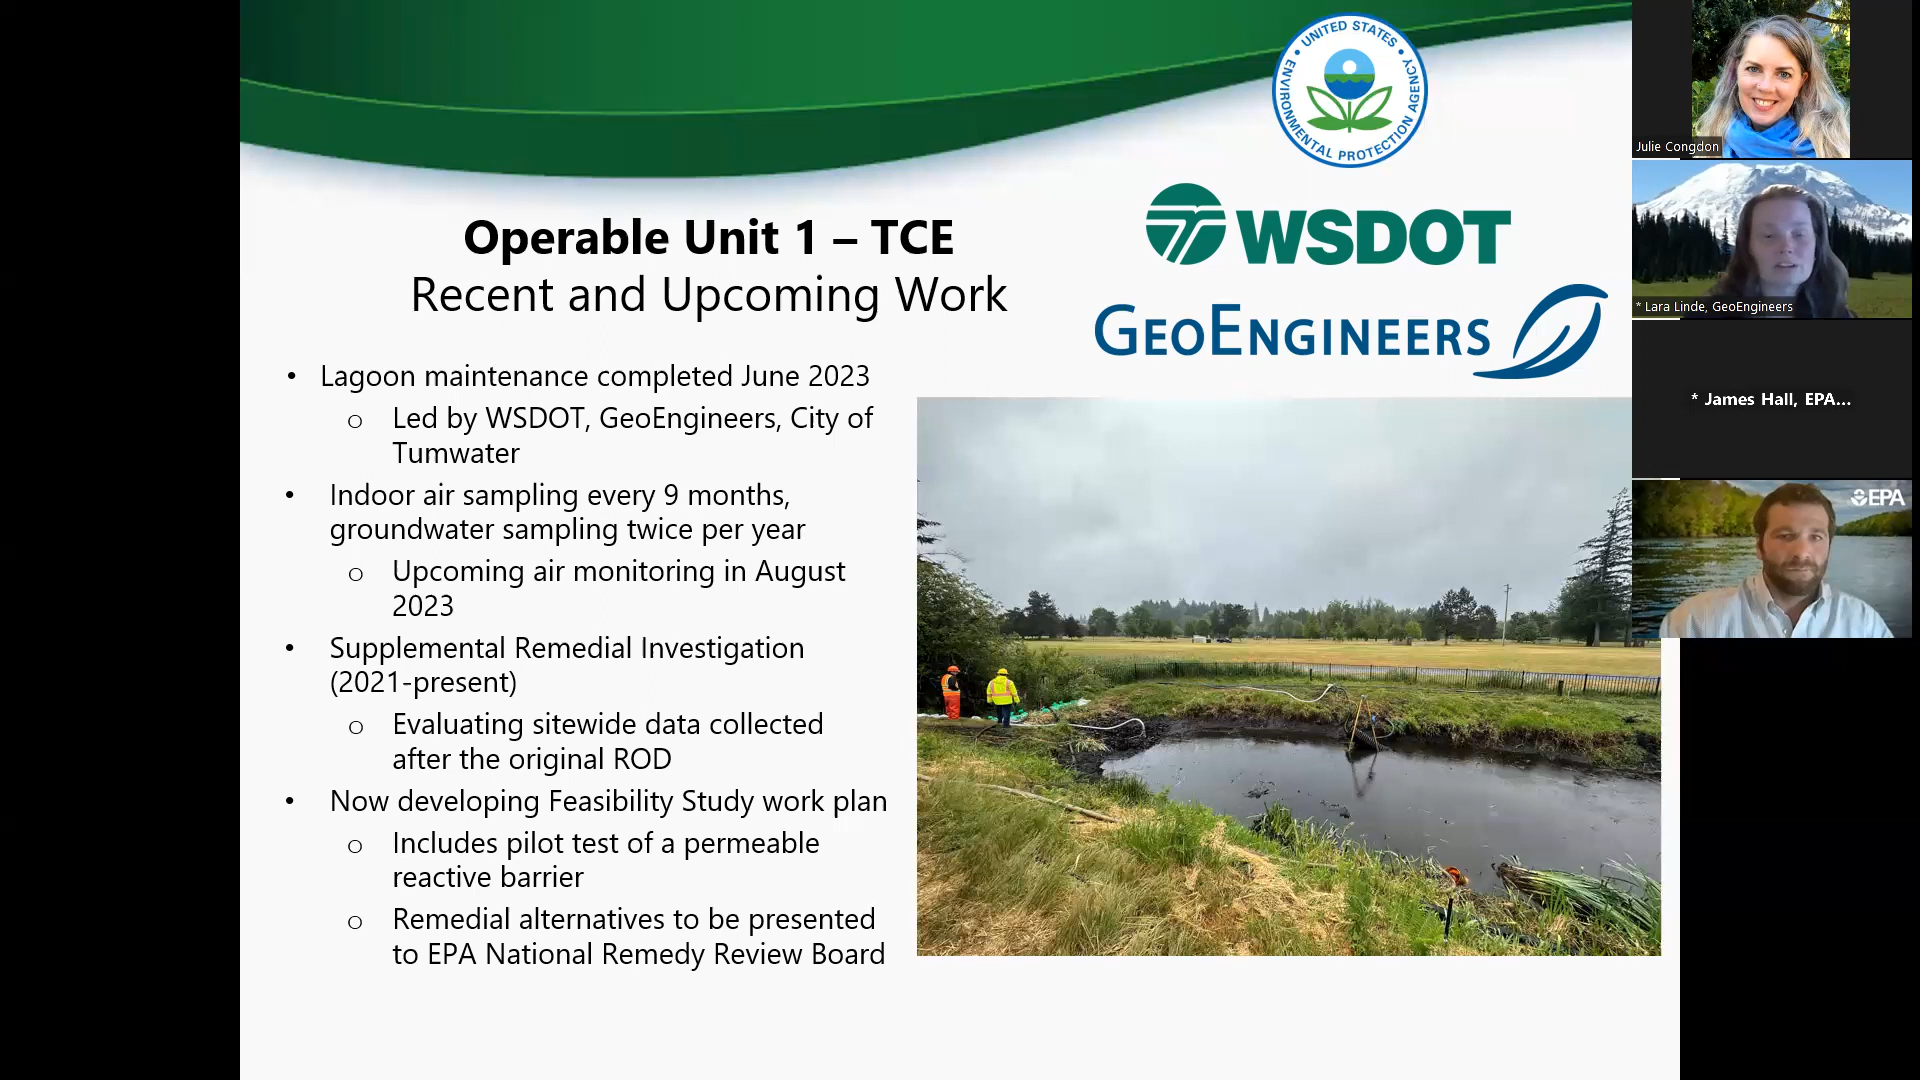 UNITED STATES
ENVIRONMENTAL PROTECTION AGENCY
WSDOT
GEOENGINEERS
Operable Unit 1 – TCE
Recent and Upcoming Work
• Lagoon maintenance completed June 2023
o Led by WSDOT, GeoEngineers, City of
Tumwater
• Indoor air sampling every 9 months,
groundwater sampling twice per year
o Upcoming air monitoring in August
2023
• Supplemental Remedial Investigation
(2021-present)
o Evaluating sitewide data collected
after the original ROD
• Now developing Feasibility Study work plan
o Includes pilot test of a permeable
reactive barrier
o Remedial alternatives to be presented
to EPA National Remedy Review Board
Julie Congdon
* Lara Linde, GeoEngineers
* James Hall, EPA...
EPA